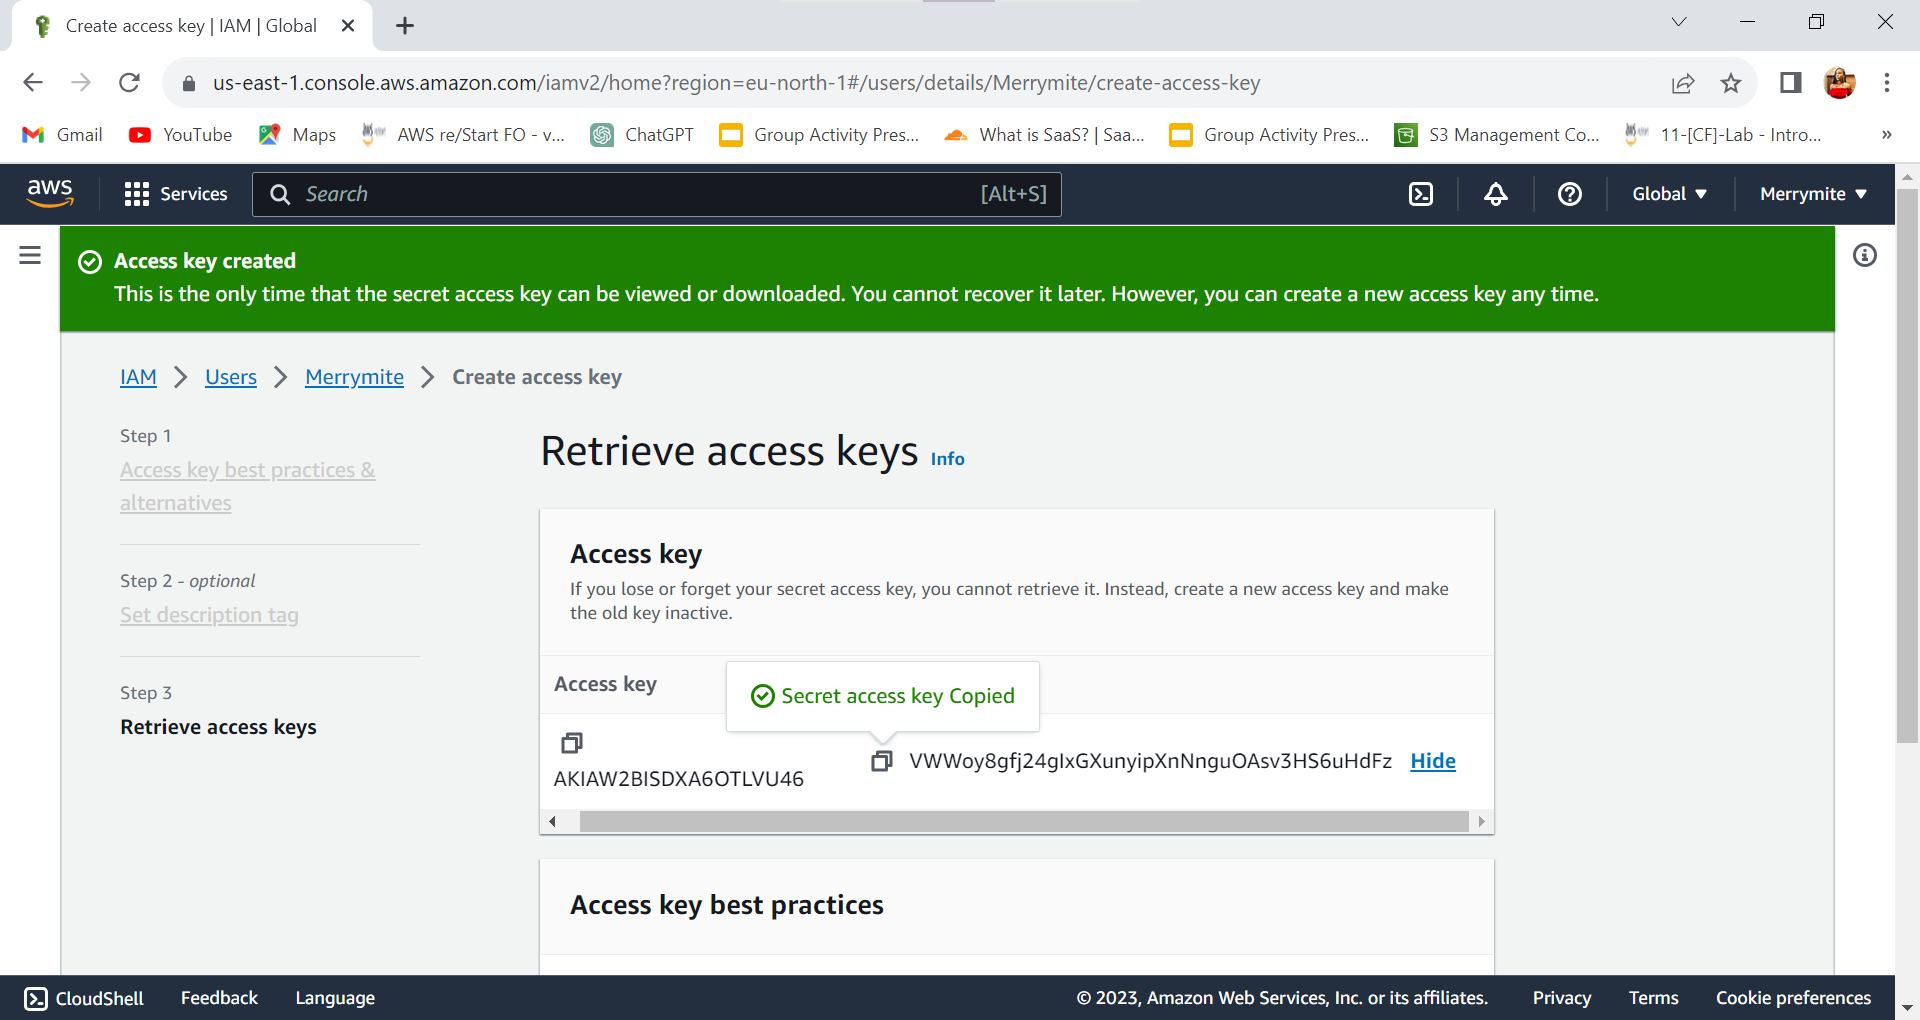 Create access key | IAM | Global
us-east-1.console.aws.amazon.com/iamv2/home?region=eu-north-1#/users/details/Merrymite/create-access-key
Gmail YouTube Maps AWS re/Start FO - v... ChatGPT Group Activity Pres... What is SaaS? | Saa... Group Activity Pres... S3 Management Co... 11-[CF]-Lab - Intro... »
aws Services Search [Alt+S] Global Merrymite
Access key created
This is the only time that the secret access key can be viewed or downloaded. You cannot recover it later. However, you can create a new access key any time.
IAM Users Merrymite Create access key
Step 1
Access key best practices &
alternatives
Step 2 - optional
Set description tag
Step 3
Retrieve access keys
Retrieve access keys Info
Access key
If you lose or forget your secret access key, you cannot retrieve it. Instead, create a new access key and make
the old key inactive.
Access key
Secret access key Copied
AKIAW2BISDXA6OTLVU46
Hide
Access key best practices
CloudShell Feedback Language © 2023, Amazon Web Services, Inc. or its affiliates. Privacy Terms Cookie preferences